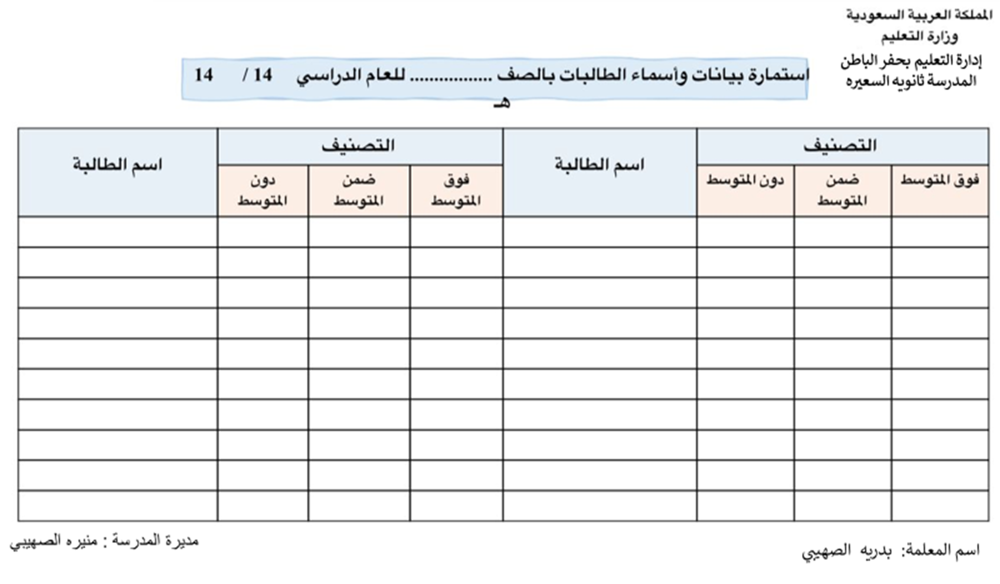 المملكة العربية السعودية
وزارة التعليم
إدارة التعليم بحفر الباطن
المدرسة ثانويه السعيره
استمارة بيانات وأسماء الطالبات بالصف ................. للعام الدراسي 14 / 14
هـ
التصنيف
اسم الطالبة
التصنيف
اسم الطالبة
فوق المتوسط
ضمن
المتوسط
دون المتوسط
فوق
المتوسط
ضمن
المتوسط
دون
المتوسط
اسم المعلمة: بدريه الصهيبي
مديرة المدرسة : منيره الصهيبي